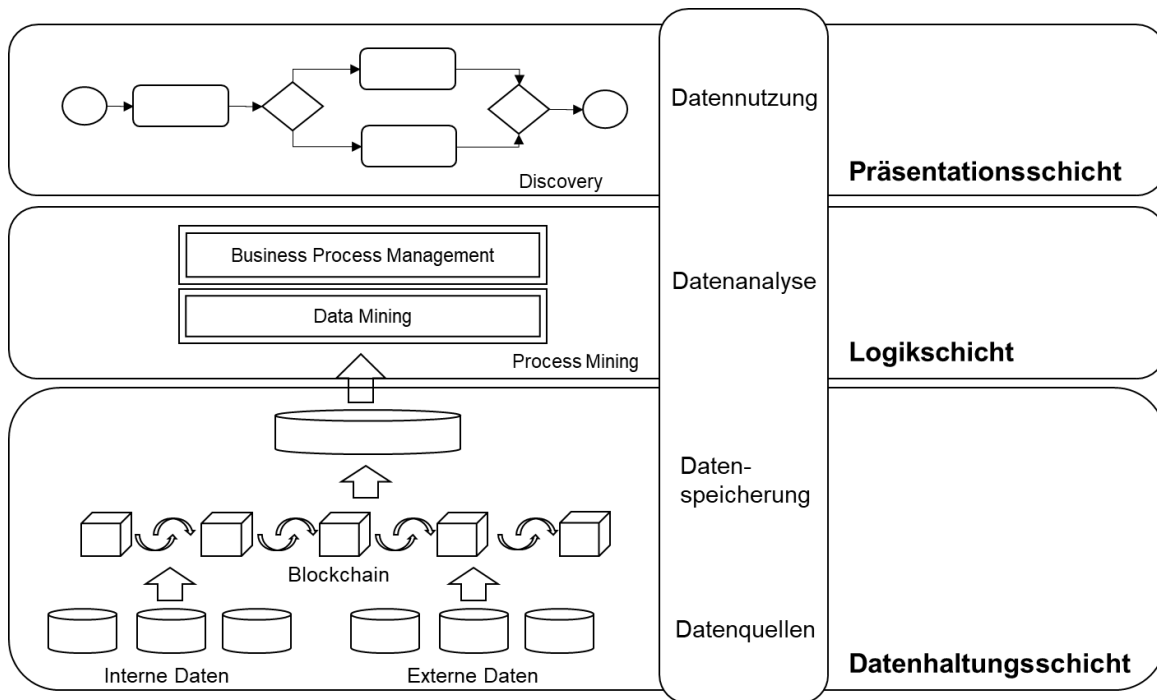 Datennutzung
Discovery
Präsentationsschicht
Business Process Management
Data Mining
Datenanalyse
Process Mining
Logikschicht
Daten-
speicherung
Blockchain
Datenquellen
Interne Daten
Externe Daten
Datenhaltungsschicht